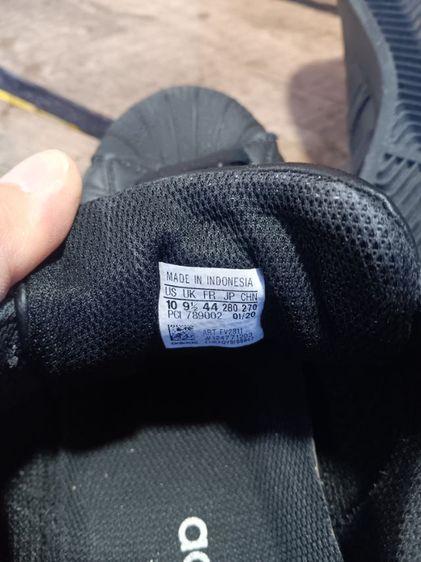 MADE IN INDONESIA
US UK FR JP CHN
10 9½ 44 280 270
PCI 789002 01/20
ART FV2811
ad